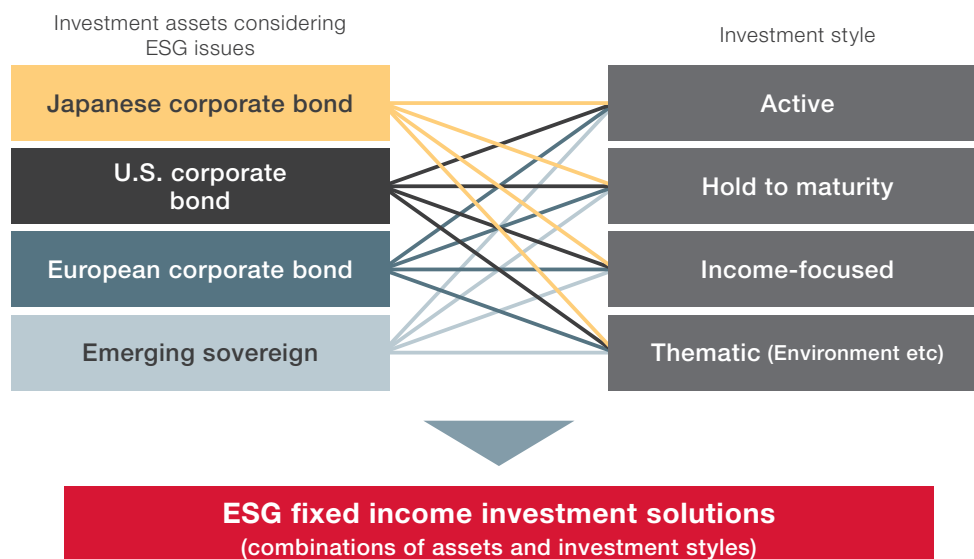 Investment assets considering
ESG issues
Investment style
Japanese corporate bond
U.S. corporate
bond
European corporate bond
Emerging sovereign
Active
Hold to maturity
Income-focused
Thematic (Environment etc)
ESG fixed income investment solutions
(combinations of assets and investment styles)